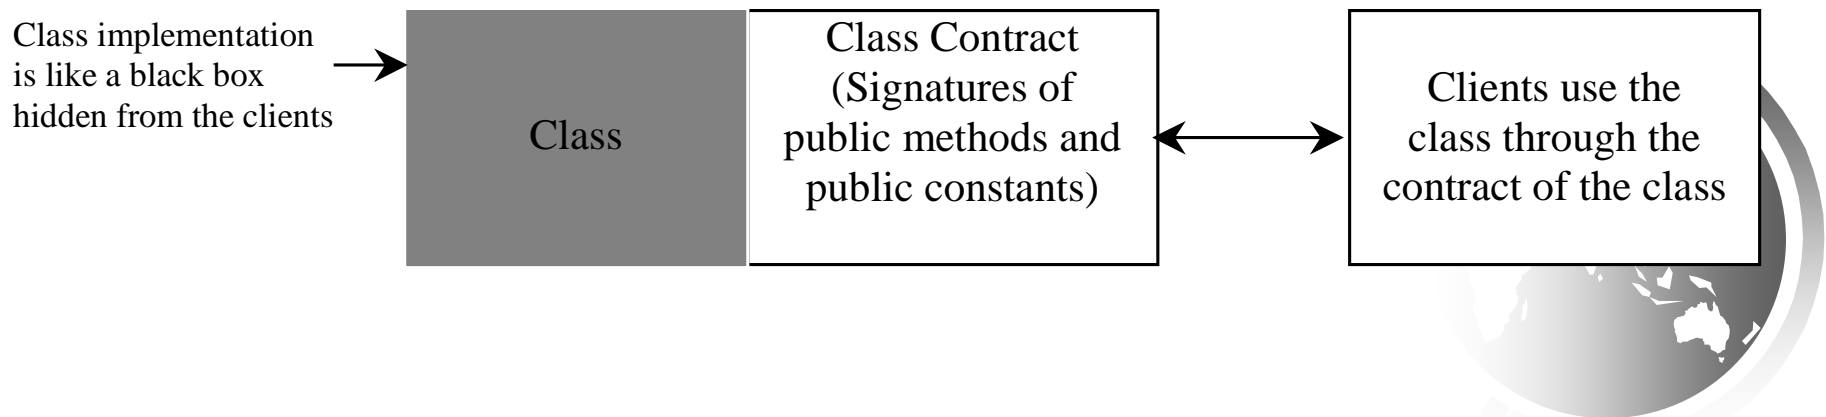 Class implementation
is like a black box
hidden from the clients
Class
Class Contract
(Signatures of
public methods and
public constants)
Clients use the
class through the
contract of the class